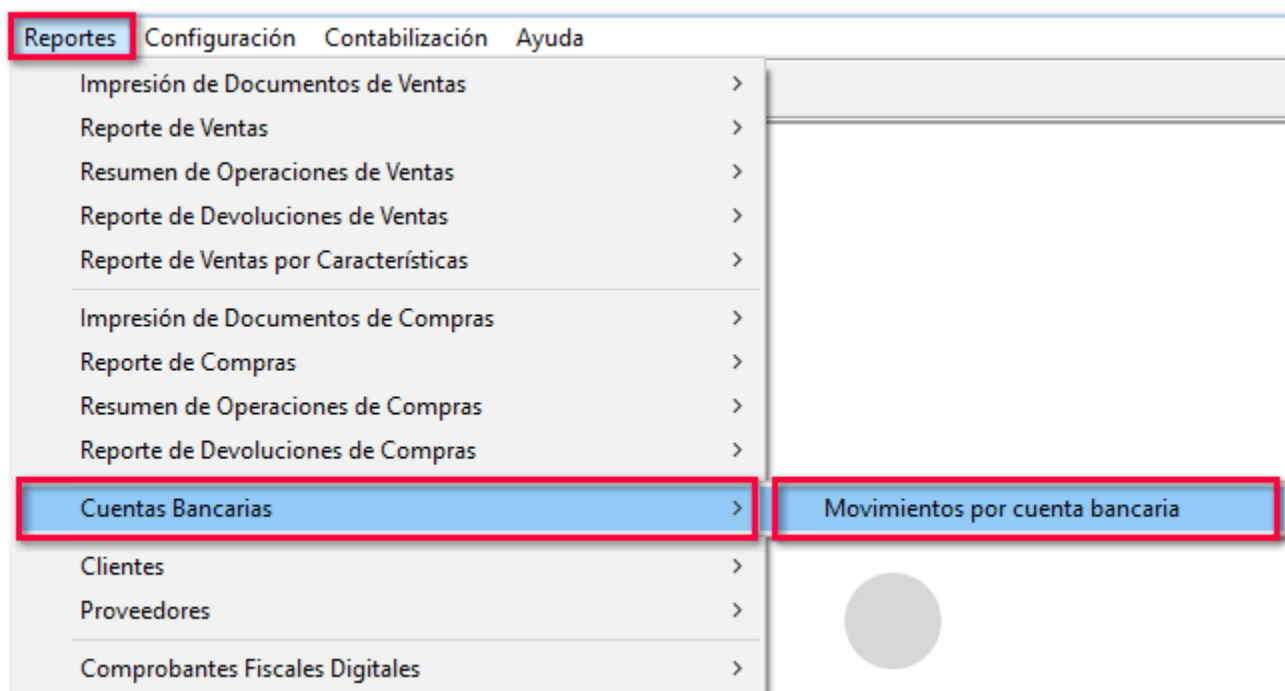 Reportes Configuración Contabilización Ayuda
Impresión de Documentos de Ventas
Reporte de Ventas
Resumen de Operaciones de Ventas
Reporte de Devoluciones de Ventas
Reporte de Ventas por Características
Impresión de Documentos de Compras
Reporte de Compras
Resumen de Operaciones de Compras
Reporte de Devoluciones de Compras
Cuentas Bancarias Movimientos por cuenta bancaria
Clientes
Proveedores
Comprobantes Fiscales Digitales